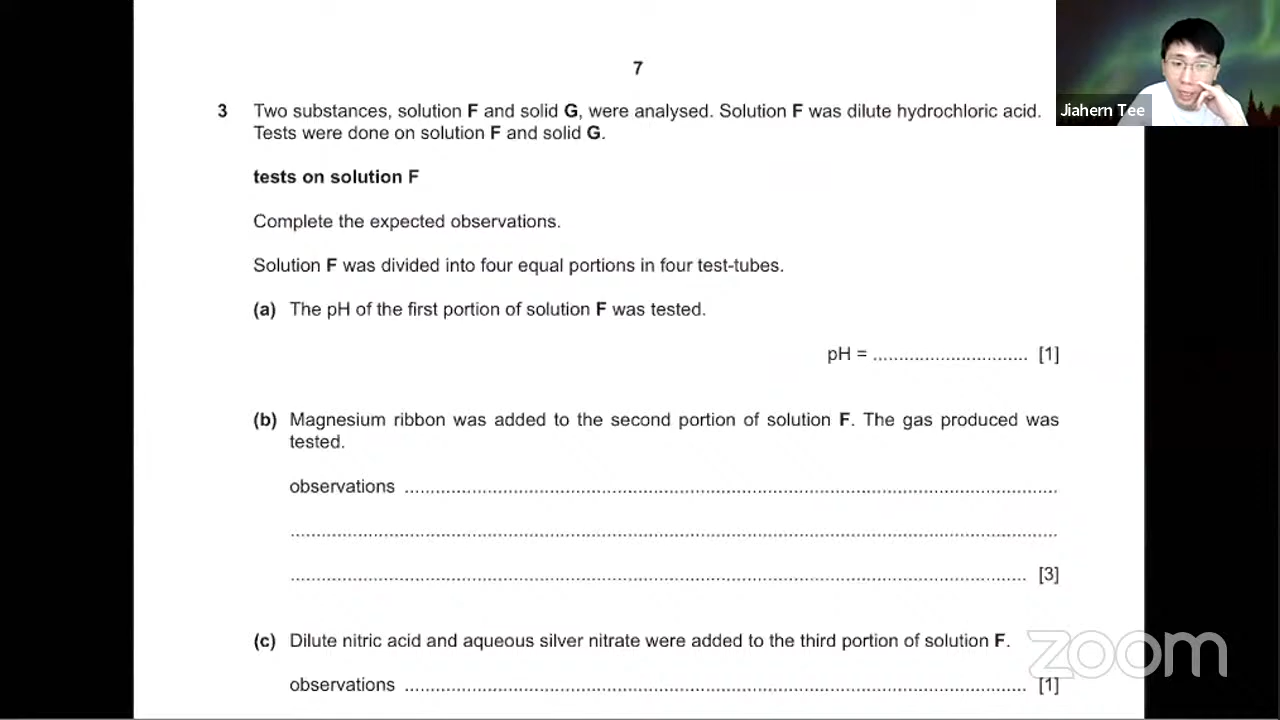 7
Jiahern Tee
3 Two substances, solution F and solid G, were analysed. Solution F was dilute hydrochloric acid.
Tests were done on solution F and solid G.
tests on solution F
Complete the expected observations.
Solution F was divided into four equal portions in four test-tubes.
(a) The pH of the first portion of solution F was tested.
pH = .............................. [1]
(b) Magnesium ribbon was added to the second portion of solution F. The gas produced was
tested.
observations ..............................................................................................................................
....................................................................................................................................................
.............................................................................................................................................. [3]
(c) Dilute nitric acid and aqueous silver nitrate were added to the third portion of solution F.
observations ........................................................................................................................ [1]
zoom